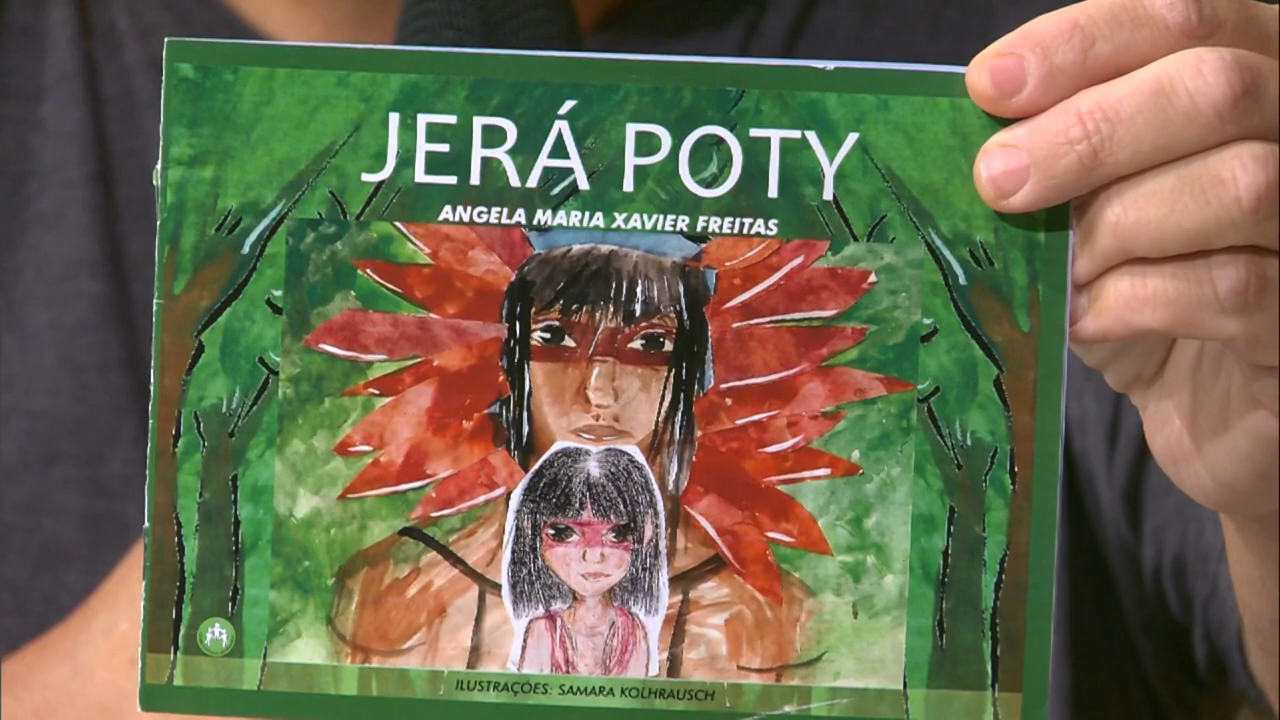 JERÁ POTY
ANGELA MARIA XAVIER FREITAS
ILUSTRAÇÕES: SAMARA KOLHRAUSCH